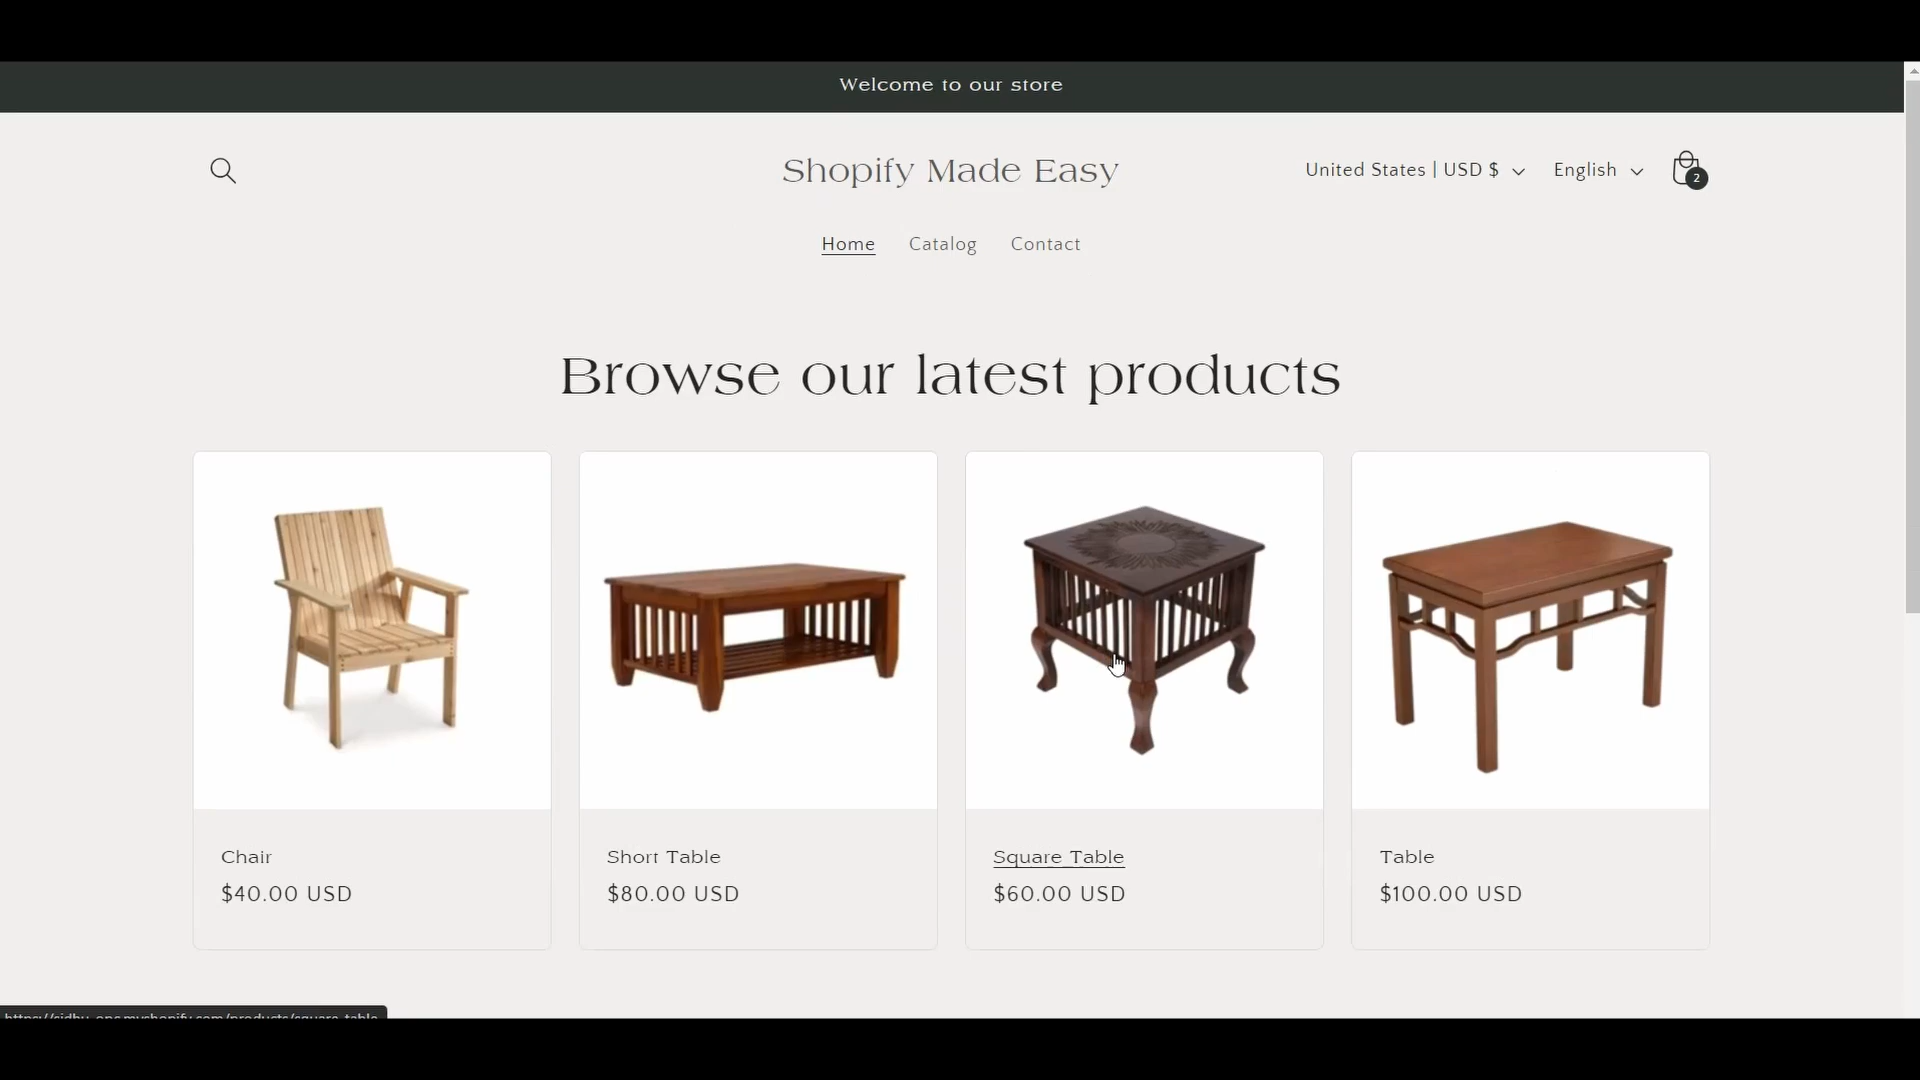 Welcome to our store
Shopify Made Easy
United States | USD $
English
2
Home
Catalog
Contact
Browse our latest products
Chair
$40.00 USD
Short Table
$80.00 USD
Square Table
$60.00 USD
Table
$100.00 USD